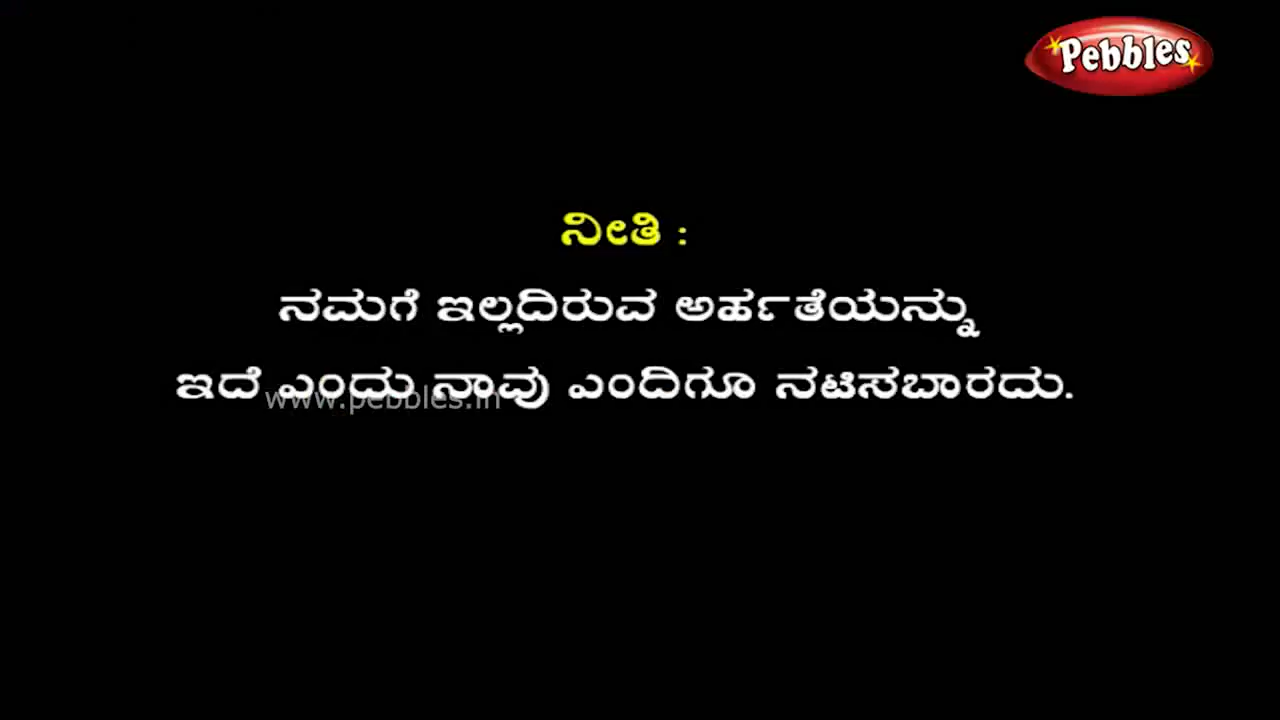 Pebbles
ನೀತಿ :
ನಮಗೆ ಇಲ್ಲದಿರುವ ಅರ್ಹತೆಯನ್ನು
ಇದೆ ಎಂದು ನಾವು ಎಂದಿಗೂ ನಟಿಸಬಾರದು.
www.pebbles.in